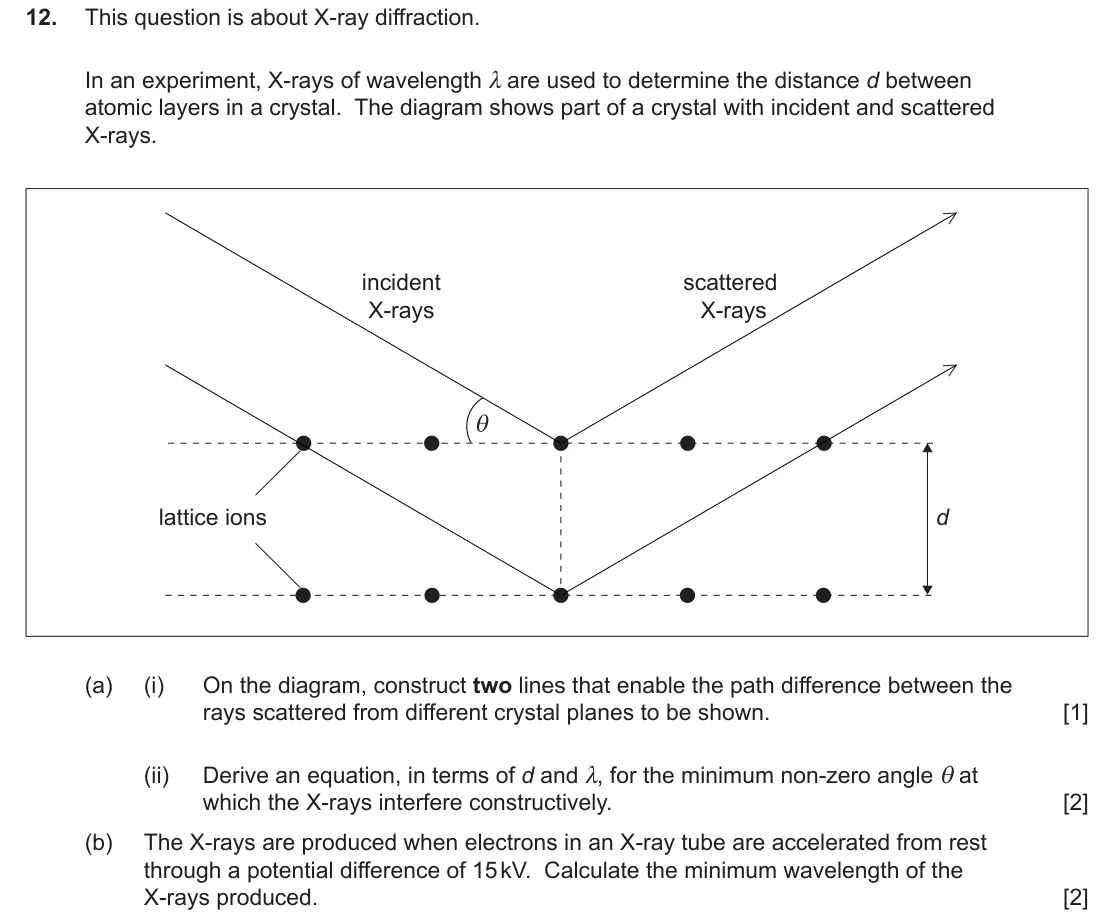 12. This question is about X-ray diffraction.
In an experiment, X-rays of wavelength λ are used to determine the distance d between
atomic layers in a crystal. The diagram shows part of a crystal with incident and scattered
X-rays.
incident
X-rays
scattered
X-rays
θ
lattice ions
d
(a) (i) On the diagram, construct two lines that enable the path difference between the
rays scattered from different crystal planes to be shown. [1]
(ii) Derive an equation, in terms of d and λ, for the minimum non-zero angle θ at
which the X-rays interfere constructively. [2]
(b) The X-rays are produced when electrons in an X-ray tube are accelerated from rest
through a potential difference of 15 kV. Calculate the minimum wavelength of the
X-rays produced. [2]